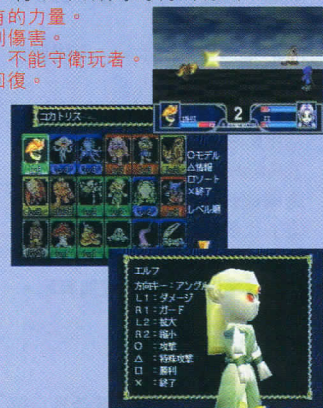 有的力量。
到傷害。
不能守衛玩者。
回復。
2
コカトリス
○モデル
△情報
□ソート
×終了
レベル順
エルフ
方向キー：アングル
L1：ダメージ
R1：ガード
L2：拡大
R2：縮小
○ ：攻撃
△ ：特殊攻撃
□ ：勝利
× ：終了